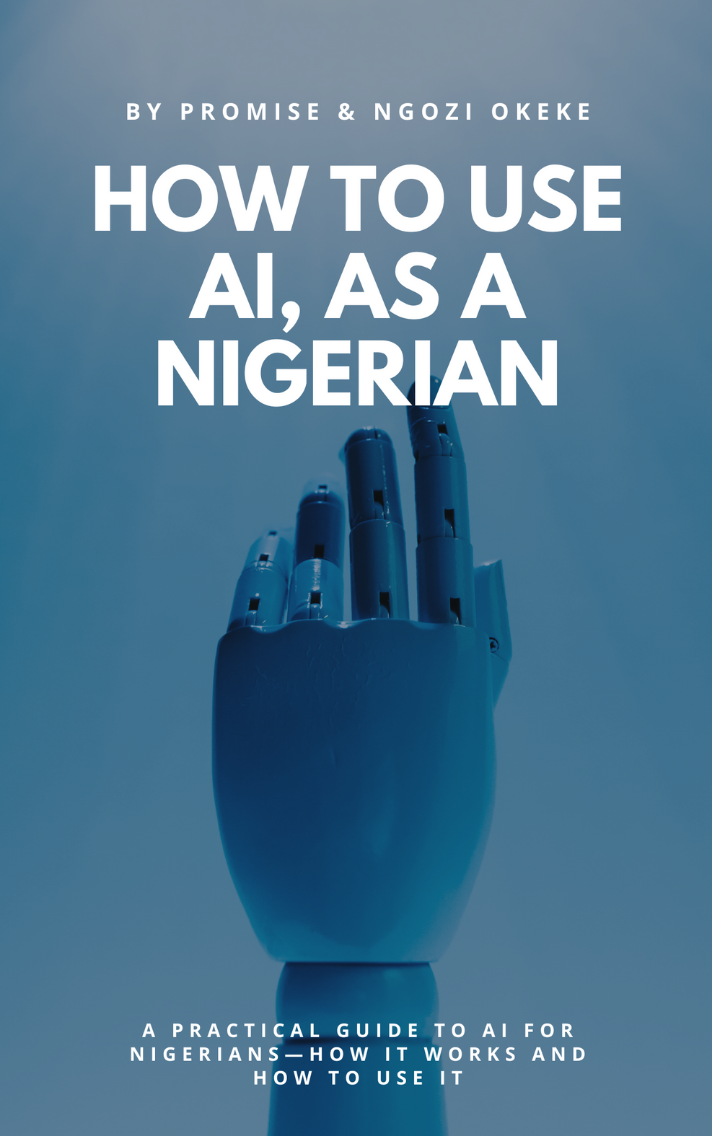 BY PROMISE & NGOZI OKEKE
HOW TO USE
AI, AS A
NIGERIAN
A PRACTICAL GUIDE TO AI FOR
NIGERIANS—HOW IT WORKS AND
HOW TO USE IT